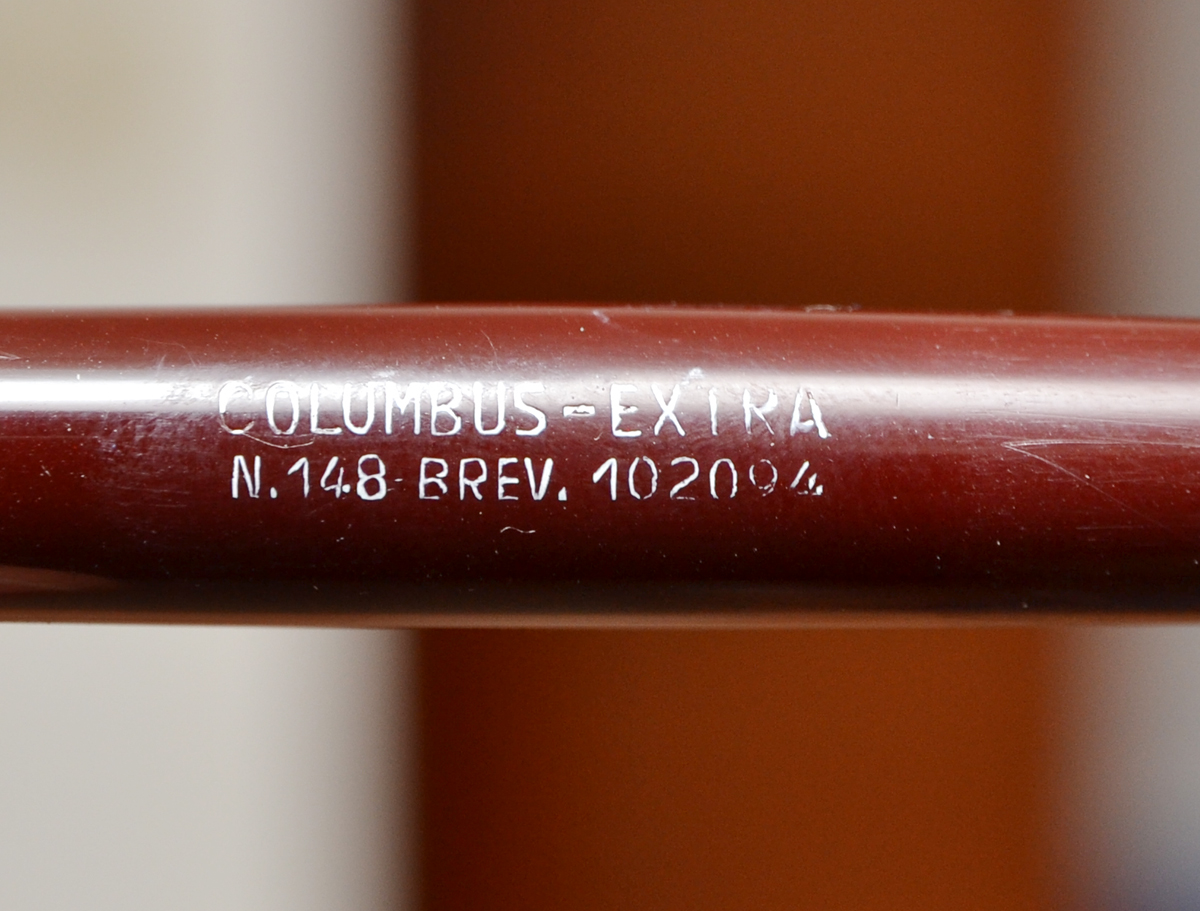 COLUMBUS-EXTRA
N.148 BREV. 102094